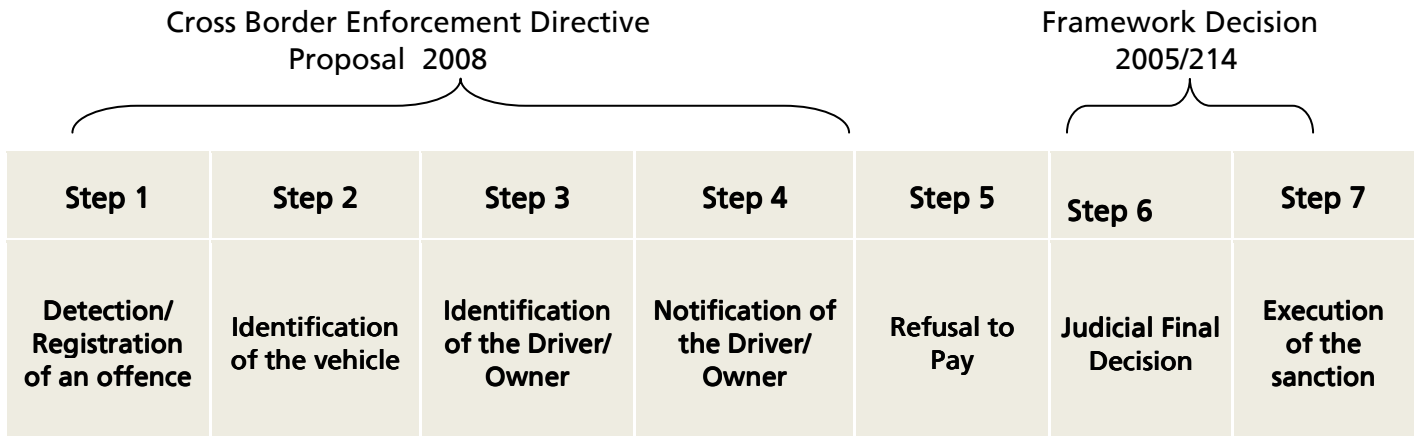 Cross Border Enforcement Directive
Proposal 2008
Framework Decision
2005/214
Step 1
Step 2
Step 3
Step 4
Step 5
Step 6
Step 7
Detection/
Registration
of an offence
Identification
of the vehicle
Identification
of the Driver/
Owner
Notification of
the Driver/
Owner
Refusal to
Pay
Judicial Final
Decision
Execution
of the
sanction